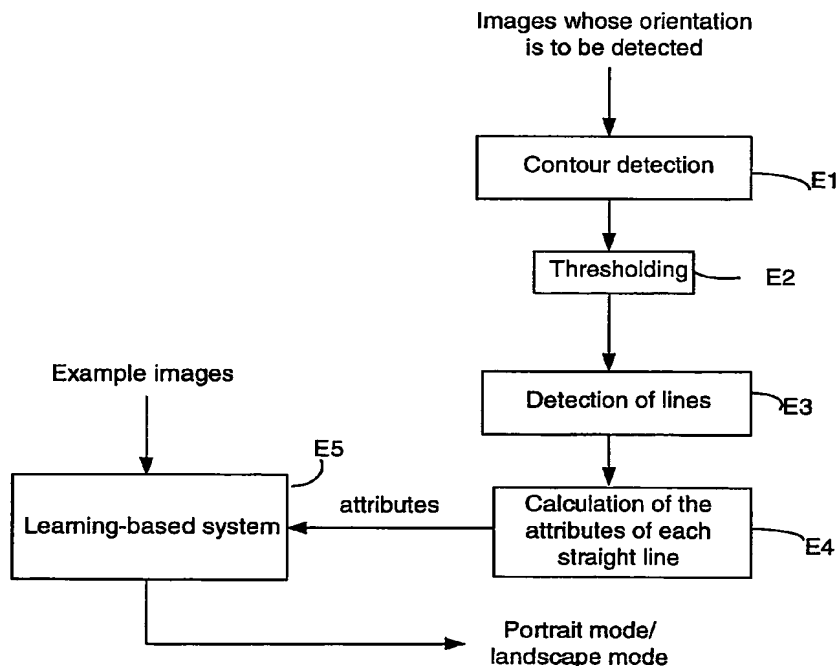 Images whose orientation
is to be detected
Contour detection
E1
Thresholding
E2
Example images
Detection of lines
E3
E5
Learning-based system
attributes
Calculation of the
attributes of each
straight line
E4
Portrait mode/
landscape mode